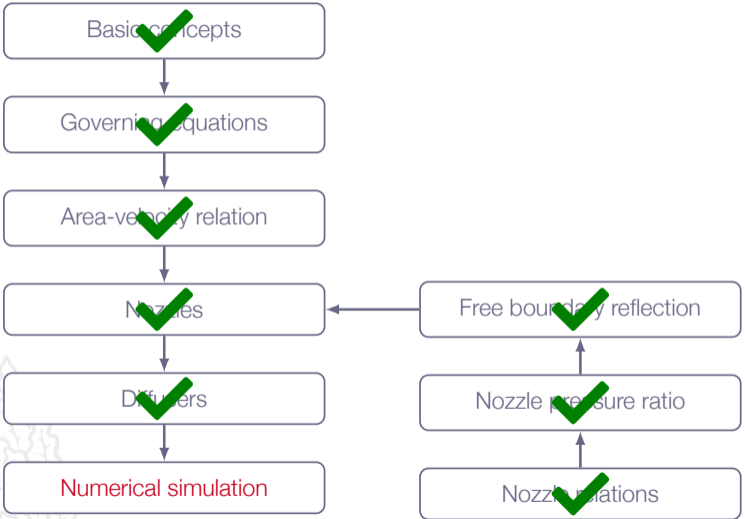 Basic concepts
Governing equations
Area-velocity relation
Nozzles
Diffusers
Numerical simulation
Free boundary reflection
Nozzle pressure ratio
Nozzle relations